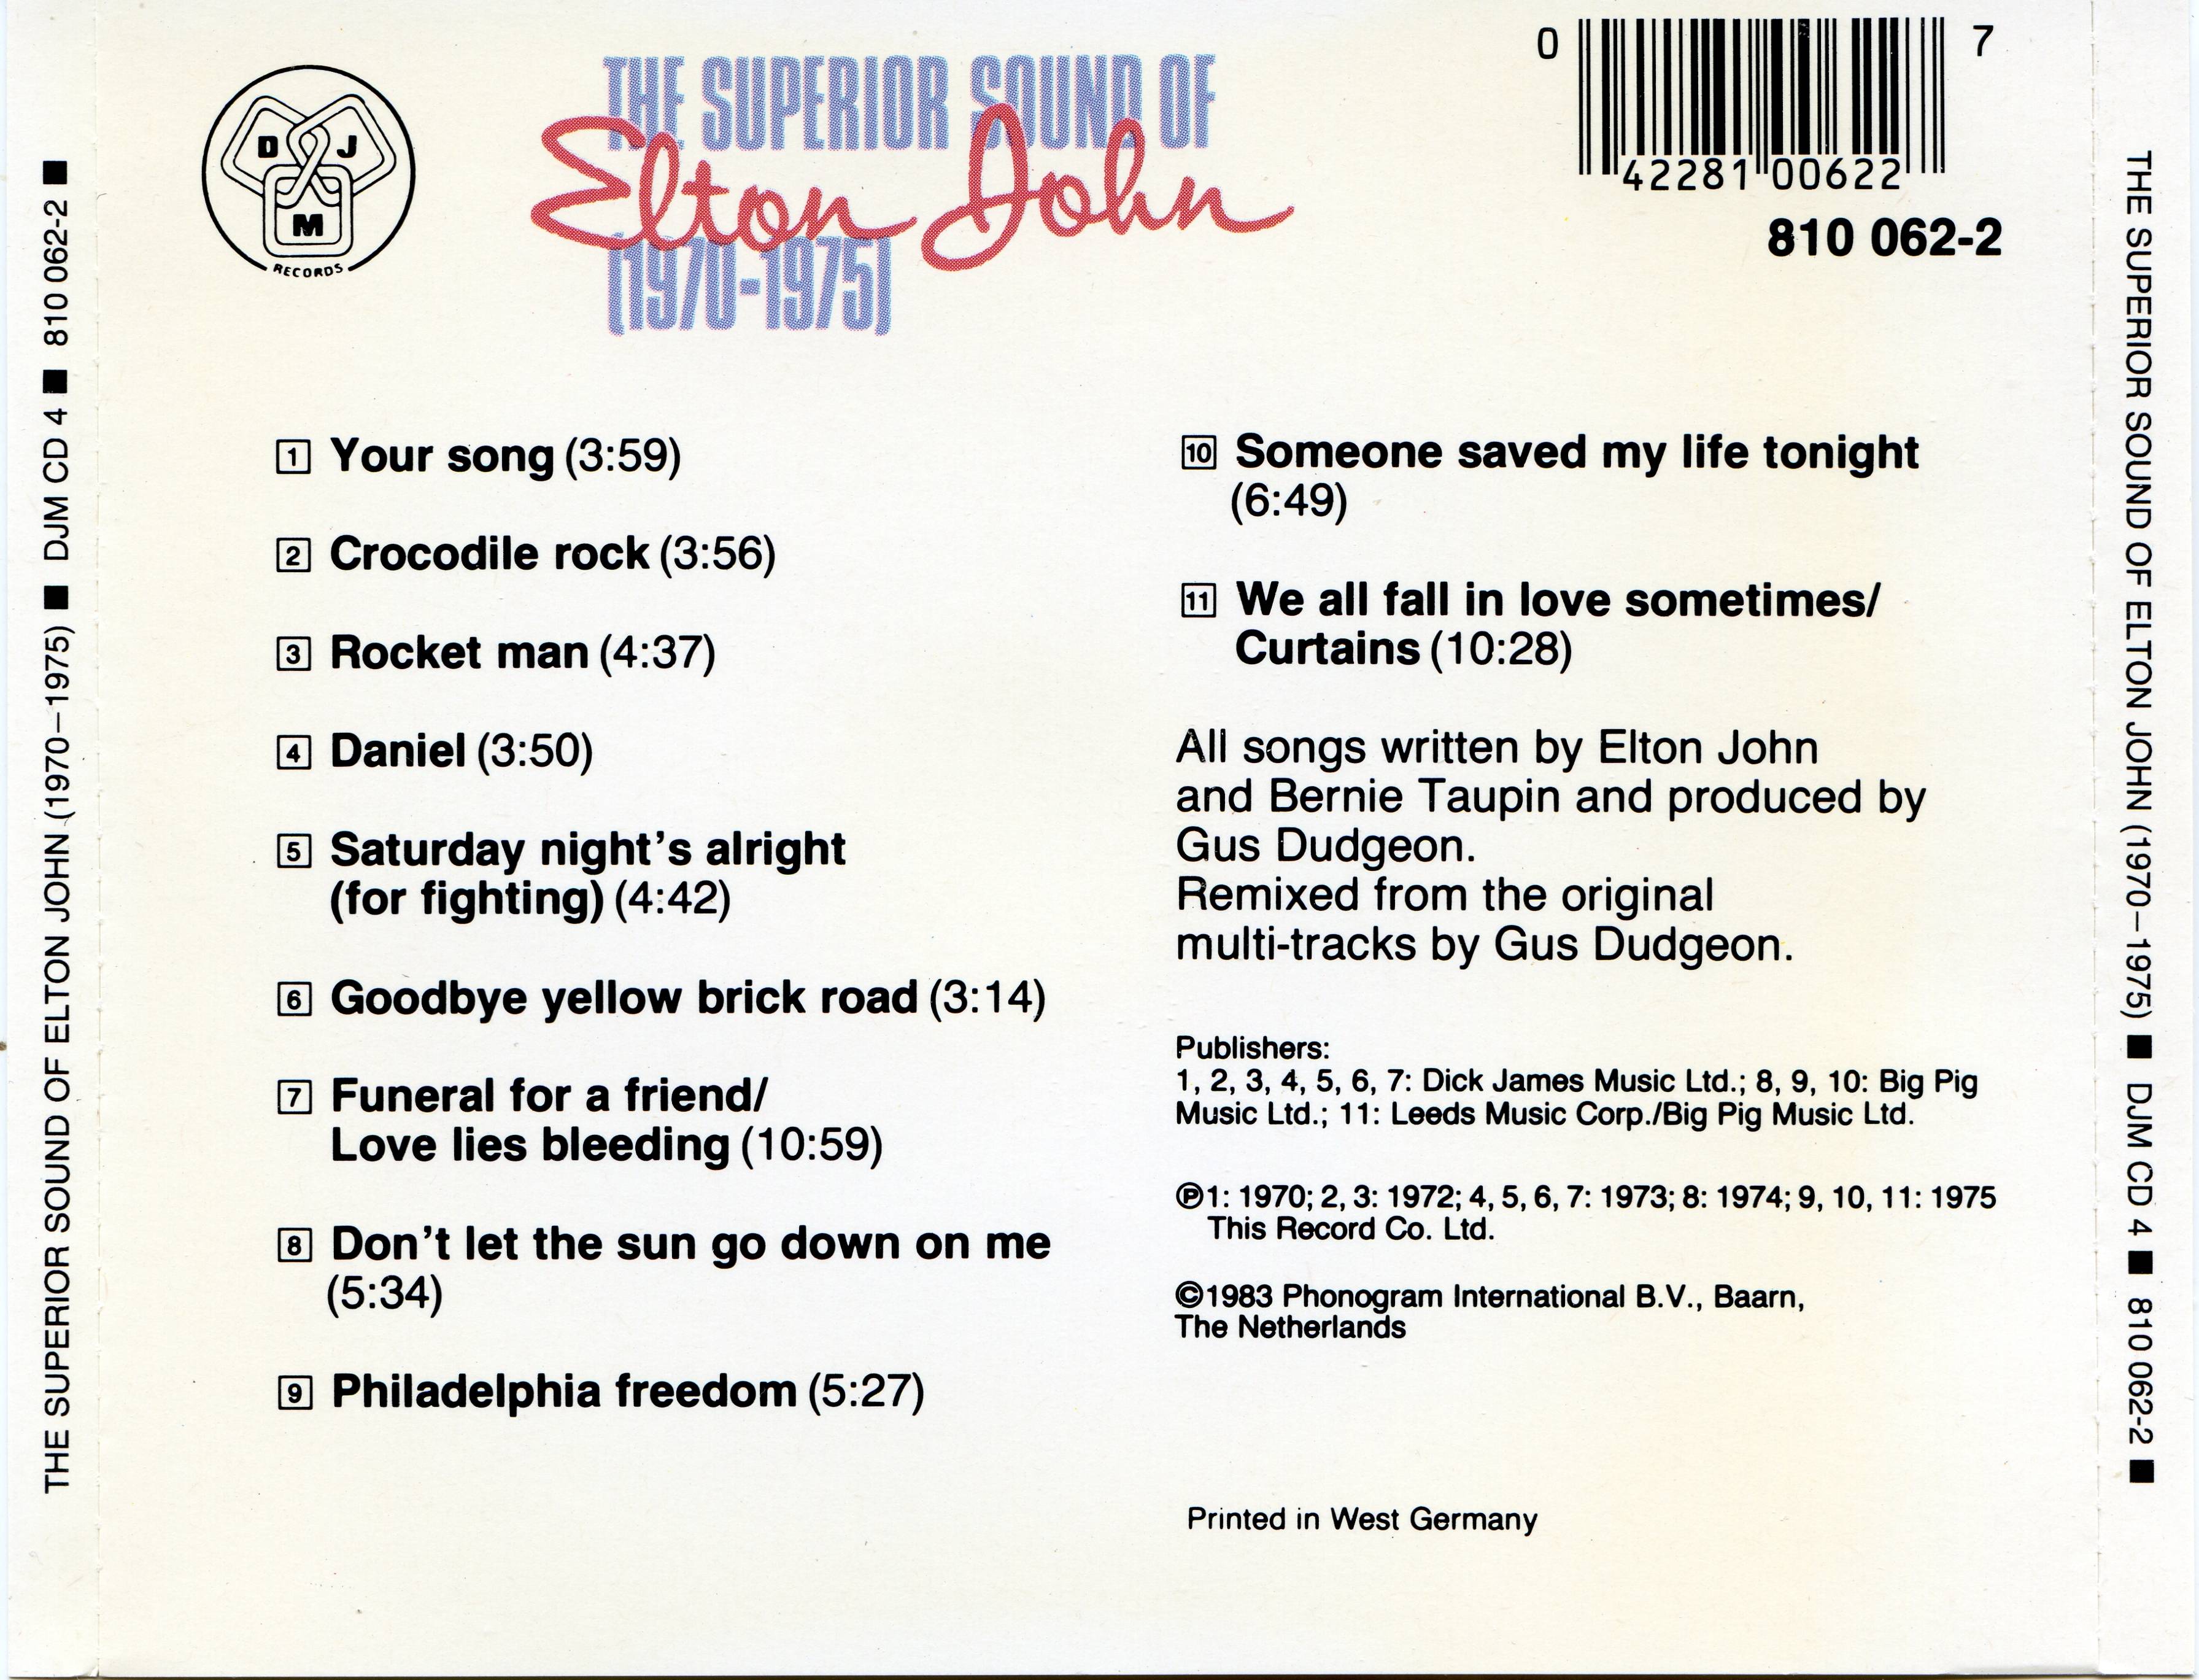 THE SUPERIOR SOUND OF ELTON JOHN (1970–1975) ■ DJM CD 4 ■ 810 062-2 ■
D J
M
RECORDS
THE SUPERIOR SOUND OF
Elton John
(1970-1975)
0 42281 00622 7
810 062-2
1 Your song (3:59)
2 Crocodile rock (3:56)
3 Rocket man (4:37)
4 Daniel (3:50)
5 Saturday night's alright
(for fighting) (4:42)
6 Goodbye yellow brick road (3:14)
7 Funeral for a friend/
Love lies bleeding (10:59)
8 Don't let the sun go down on me
(5:34)
9 Philadelphia freedom (5:27)
10 Someone saved my life tonight
(6:49)
11 We all fall in love sometimes/
Curtains (10:28)
All songs written by Elton John
and Bernie Taupin and produced by
Gus Dudgeon.
Remixed from the original
multi-tracks by Gus Dudgeon.
Publishers:
1, 2, 3, 4, 5, 6, 7: Dick James Music Ltd.; 8, 9, 10: Big Pig
Music Ltd.; 11: Leeds Music Corp./Big Pig Music Ltd.
℗1: 1970; 2, 3: 1972; 4, 5, 6, 7: 1973; 8: 1974; 9, 10, 11: 1975
This Record Co. Ltd.
©1983 Phonogram International B.V., Baarn,
The Netherlands
Printed in West Germany
THE SUPERIOR SOUND OF ELTON JOHN (1970–1975) ■ DJM CD 4 ■ 810 062-2 ■